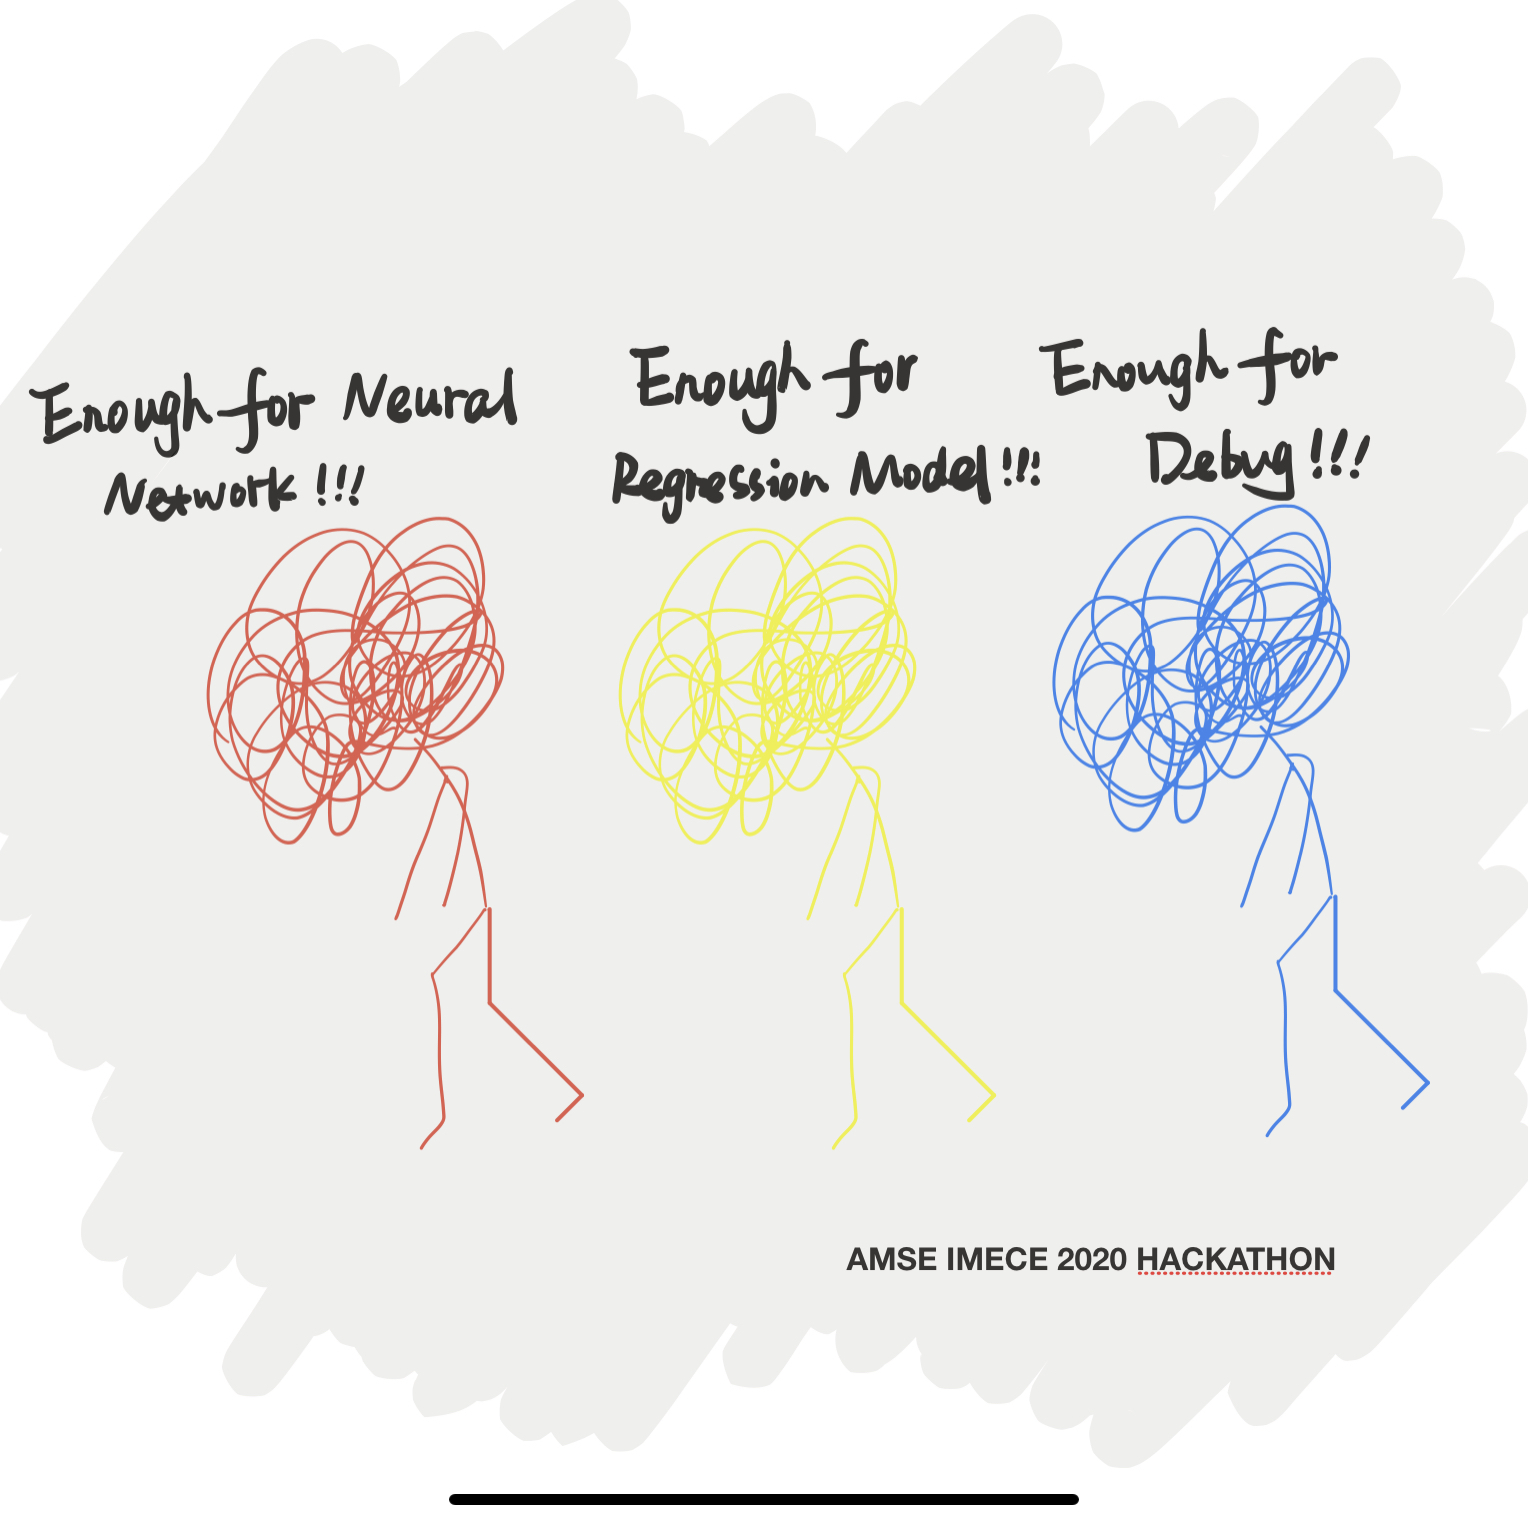 Enough for Neural
Network!!!
Enough for
Regression Model!!!
Enough for
Debug!!!
AMSE IMECE 2020 HACKATHON